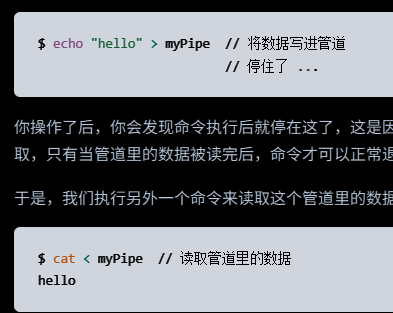 $ echo "hello" > myPipe // 将数据写进管道
// 停住了 ...
你操作了后，你会发现命令执行后就停在这了，这是因
取，只有当管道里的数据被读完后，命令才可以正常退
于是，我们执行另外一个命令来读取这个管道里的数据
$ cat < myPipe // 读取管道里的数据
hello